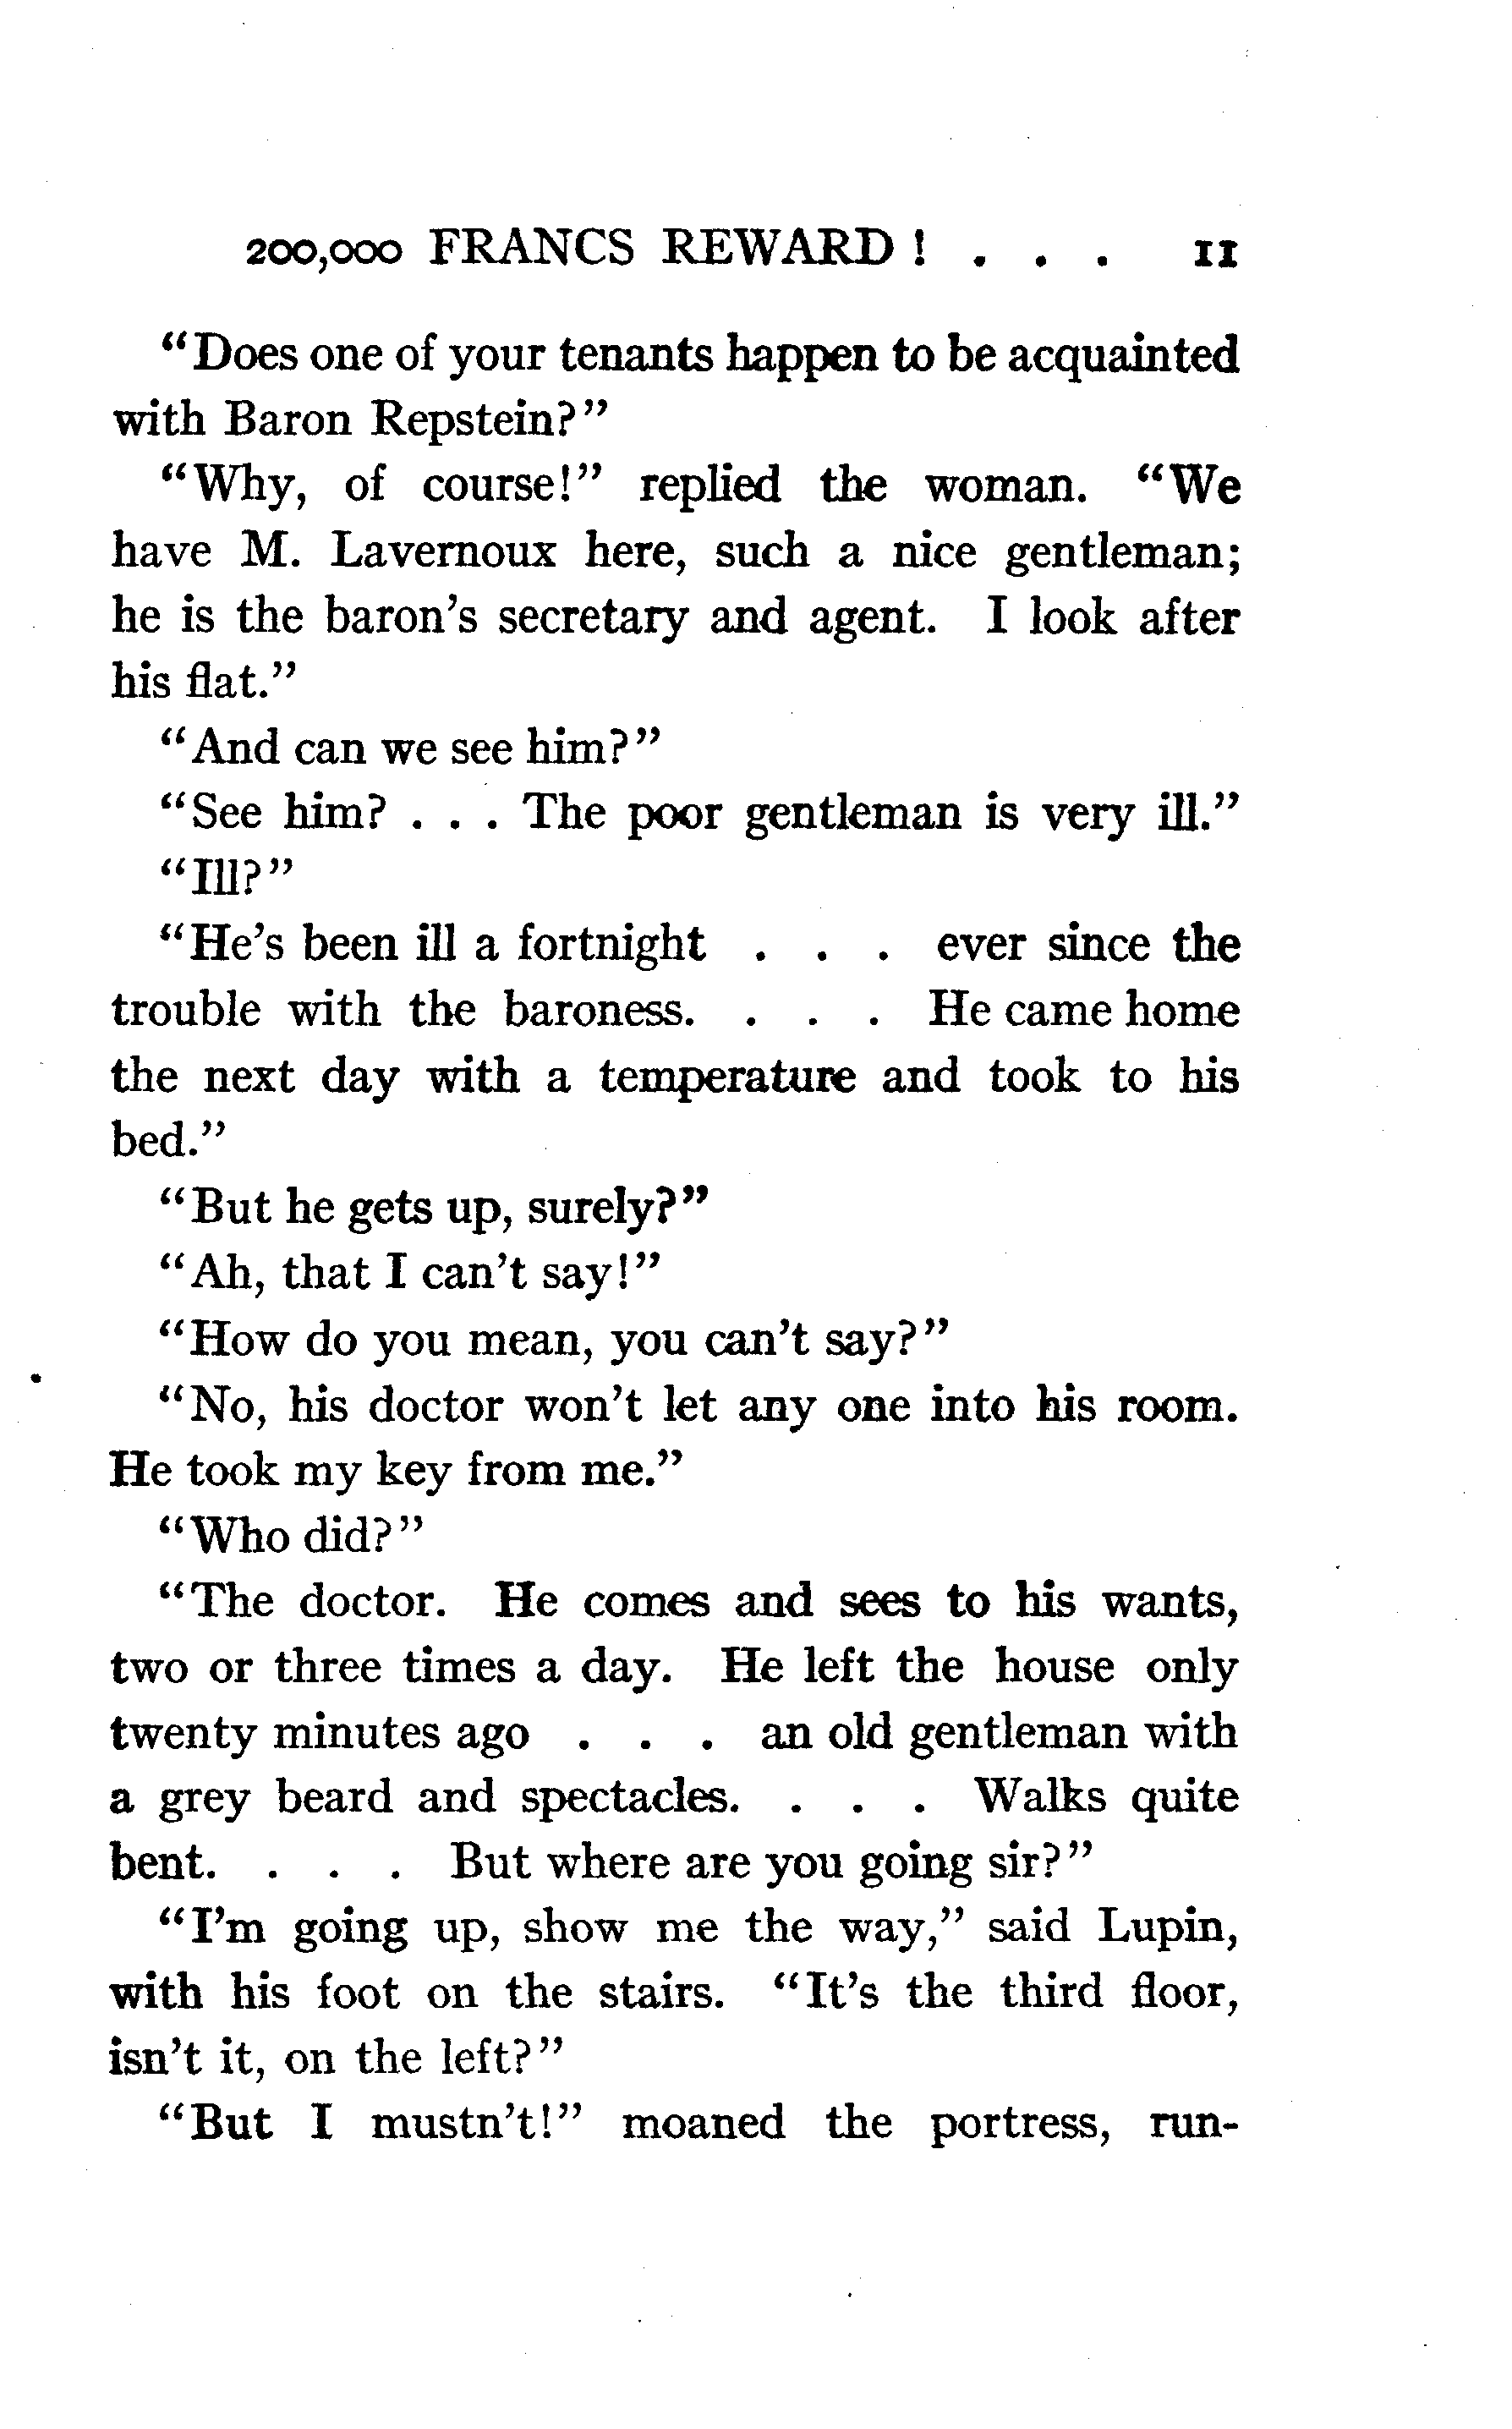 200,000 FRANCS REWARD ! . . . 11
“Does one of your tenants happen to be acquainted
with Baron Repstein?”
“Why, of course!” replied the woman. “We
have M. Lavernoux here, such a nice gentleman;
he is the baron’s secretary and agent. I look after
his flat.”
“And can we see him?”
“See him? . . . The poor gentleman is very ill.”
“Ill?”
“He’s been ill a fortnight . . . ever since the
trouble with the baroness. . . . He came home
the next day with a temperature and took to his
bed.”
“But he gets up, surely?”
“Ah, that I can’t say!”
“How do you mean, you can’t say?”
“No, his doctor won’t let any one into his room.
He took my key from me.”
“Who did?”
“The doctor. He comes and sees to his wants,
two or three times a day. He left the house only
twenty minutes ago . . . an old gentleman with
a grey beard and spectacles. . . . Walks quite
bent. . . . But where are you going sir?”
“I’m going up, show me the way,” said Lupin,
with his foot on the stairs. “It’s the third floor,
isn’t it, on the left?”
“But I mustn’t!” moaned the portress, run-